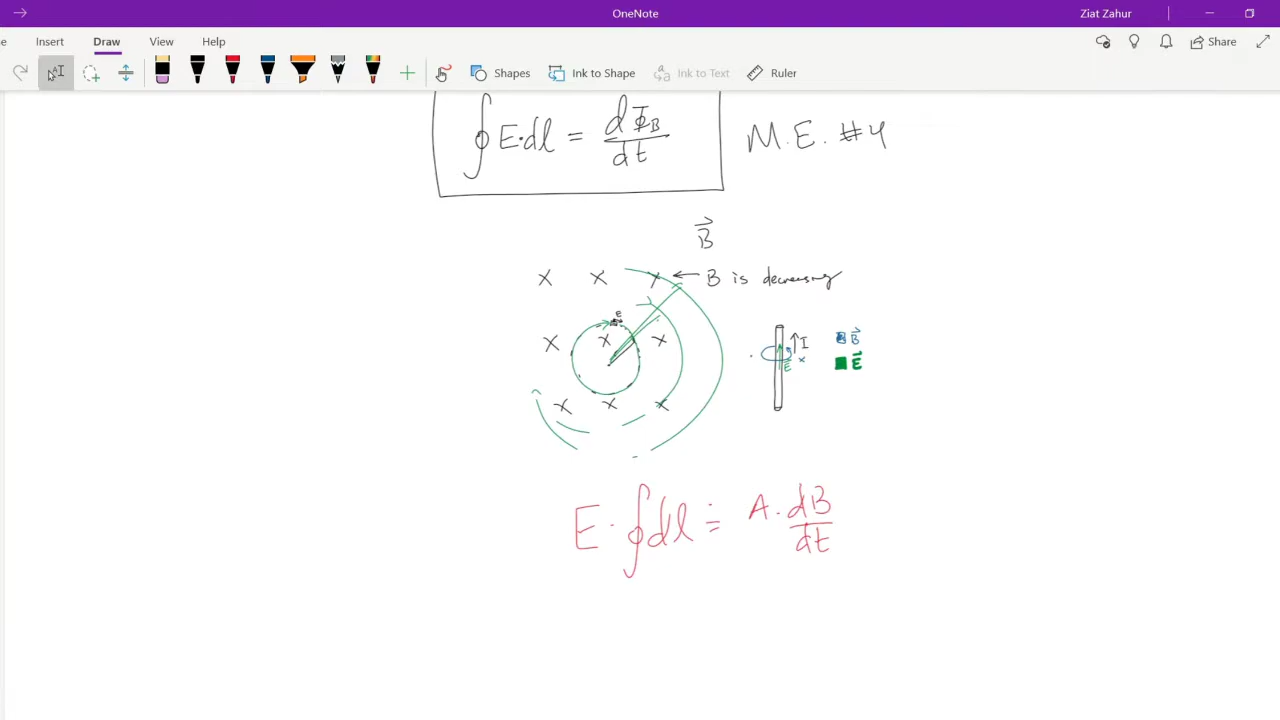 OneNote
Ziat Zahur
Insert Draw View Help
Share
Shapes
Ink to Shape
Ink to Text
Ruler
∮ E·dl = dΦ_B/dt
M.E. #4
B⃗
X X X ← B is decreasing
E
X X X
↑ I
B⃗
x
E
E⃗
X X X
E · ∮ dl = A · dB/dt